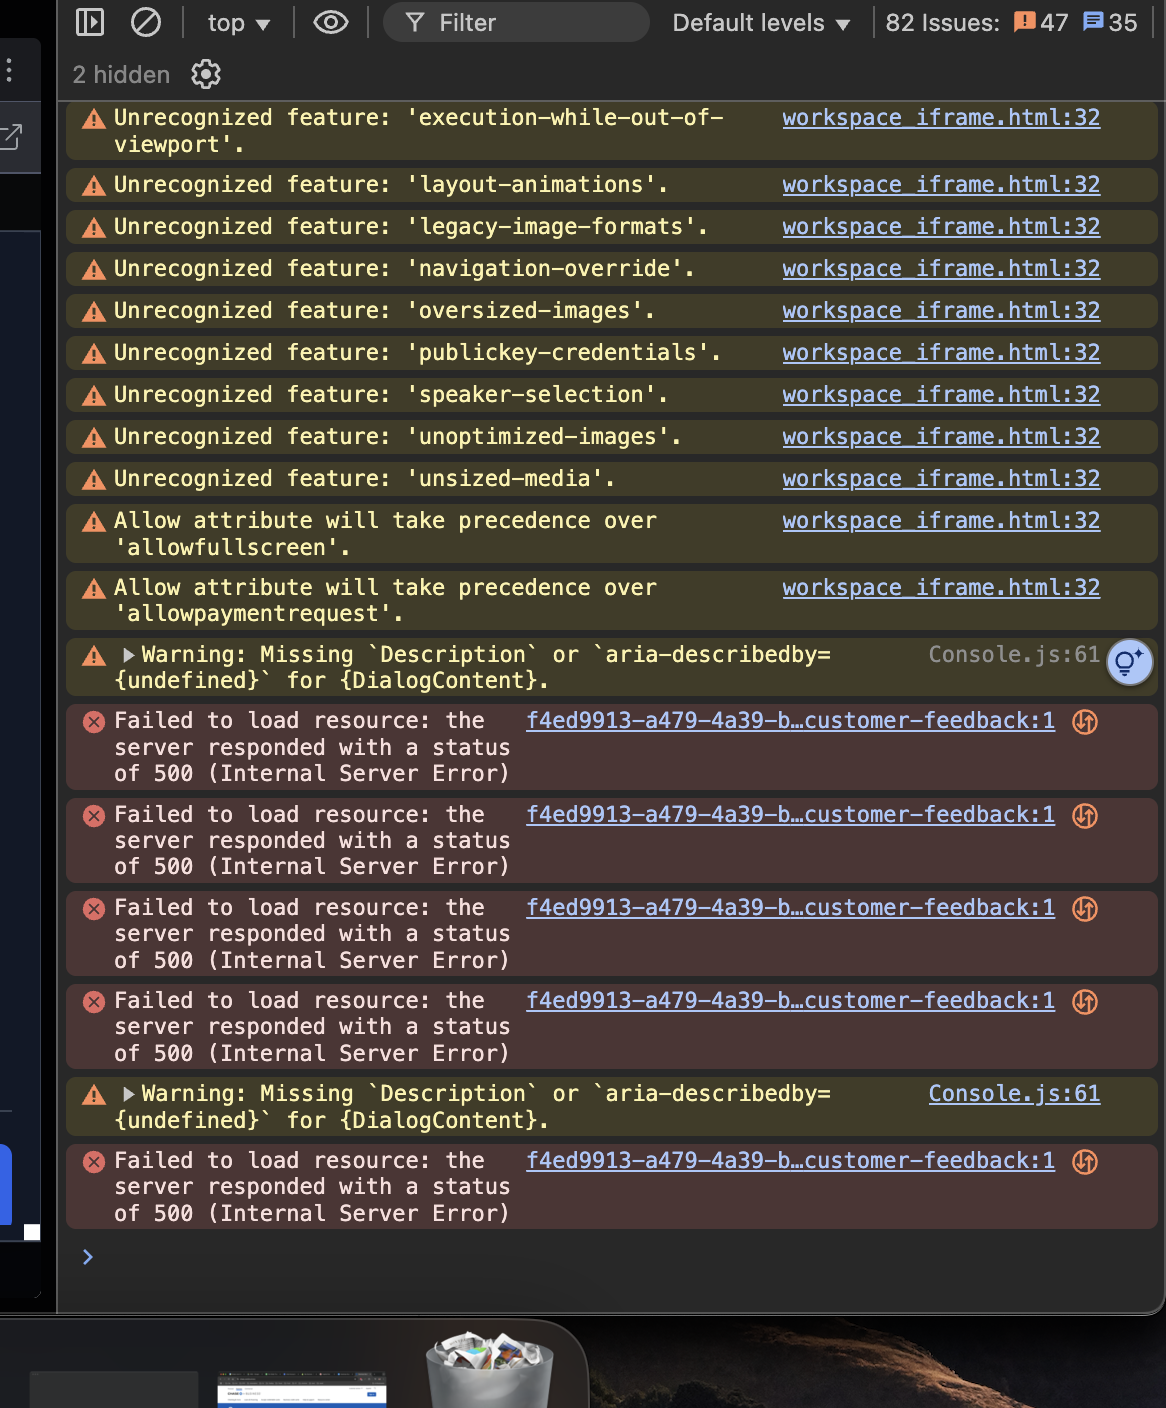 top
Filter
Default levels
82 Issues:
47
35
2 hidden
Unrecognized feature: 'execution-while-out-of-
viewport'.
workspace_iframe.html:32
Unrecognized feature: 'layout-animations'.
workspace_iframe.html:32
Unrecognized feature: 'legacy-image-formats'.
workspace_iframe.html:32
Unrecognized feature: 'navigation-override'.
workspace_iframe.html:32
Unrecognized feature: 'oversized-images'.
workspace_iframe.html:32
Unrecognized feature: 'publickey-credentials'.
workspace_iframe.html:32
Unrecognized feature: 'speaker-selection'.
workspace_iframe.html:32
Unrecognized feature: 'unoptimized-images'.
workspace_iframe.html:32
Unrecognized feature: 'unsized-media'.
workspace_iframe.html:32
Allow attribute will take precedence over
'allowfullscreen'.
workspace_iframe.html:32
Allow attribute will take precedence over
'allowpaymentrequest'.
workspace_iframe.html:32
Warning: Missing `Description` or `aria-describedby=
{undefined}` for {DialogContent}.
Console.js:61
Failed to load resource: the
server responded with a status
of 500 (Internal Server Error)
f4ed9913-a479-4a39-b…customer-feedback:1
Failed to load resource: the
server responded with a status
of 500 (Internal Server Error)
f4ed9913-a479-4a39-b…customer-feedback:1
Failed to load resource: the
server responded with a status
of 500 (Internal Server Error)
f4ed9913-a479-4a39-b…customer-feedback:1
Failed to load resource: the
server responded with a status
of 500 (Internal Server Error)
f4ed9913-a479-4a39-b…customer-feedback:1
Warning: Missing `Description` or `aria-describedby=
{undefined}` for {DialogContent}.
Console.js:61
Failed to load resource: the
server responded with a status
of 500 (Internal Server Error)
f4ed9913-a479-4a39-b…customer-feedback:1